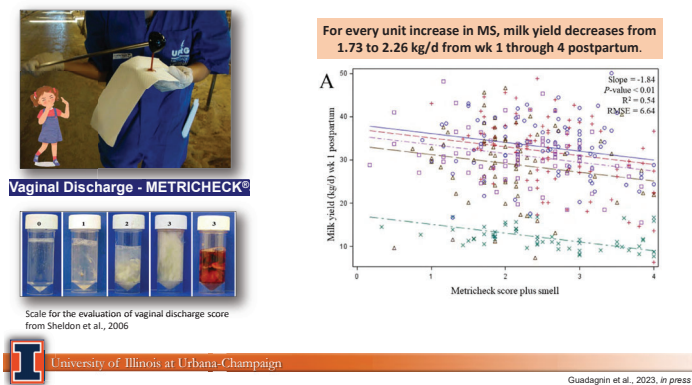 For every unit increase in MS, milk yield decreases from
1.73 to 2.26 kg/d from wk 1 through 4 postpartum.
Vaginal Discharge - METRICHECK®
0 1 2 3 3
Scale for the evaluation of vaginal discharge score
from Sheldon et al., 2006
A
Slope = -1.84
P-value < 0.01
R² = 0.54
RMSE = 6.64
Milk yield (kg/d) wk 1 postpartum
50
40
30
20
10
0 1 2 3 4
Metricheck score plus smell
I
University of Illinois at Urbana-Champaign
Guadagnin et al., 2023, in press